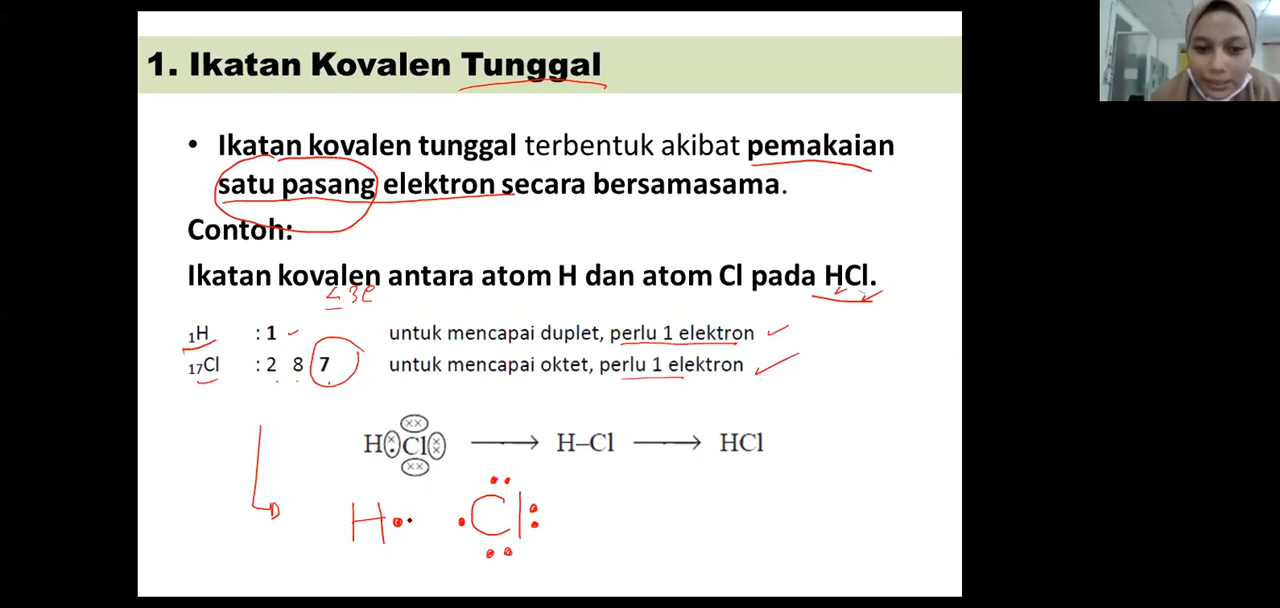 1. Ikatan Kovalen Tunggal
• Ikatan kovalen tunggal terbentuk akibat pemakaian
satu pasang elektron secara bersamasama.
Contoh:
Ikatan kovalen antara atom H dan atom Cl pada HCl.
₁H : 1 untuk mencapai duplet, perlu 1 elektron
₁₇Cl : 2 8 7 untuk mencapai oktet, perlu 1 elektron
H Cl → H–Cl → HCl
H Cl